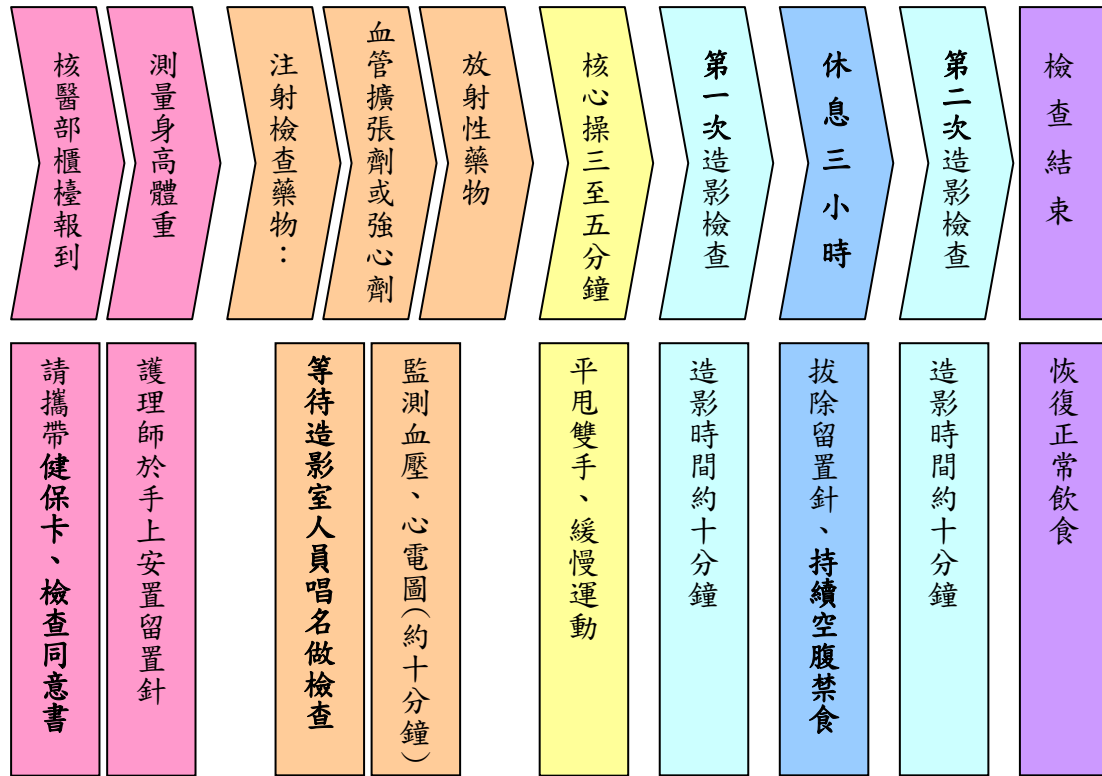 核醫部櫃檯報到
測量身高體重
注射檢查藥物：
血管擴張劑或強心劑
放射性藥物
核心操三至五分鐘
第一次造影檢查
休息三小時
第二次造影檢查
檢查結束
請攜帶健保卡、檢查同意書
護理師於手上安置留置針
等待造影室人員唱名做檢查
監測血壓、心電圖(約十分鐘)
平甩雙手、緩慢運動
造影時間約十分鐘
拔除留置針、持續空腹禁食
造影時間約十分鐘
恢復正常飲食